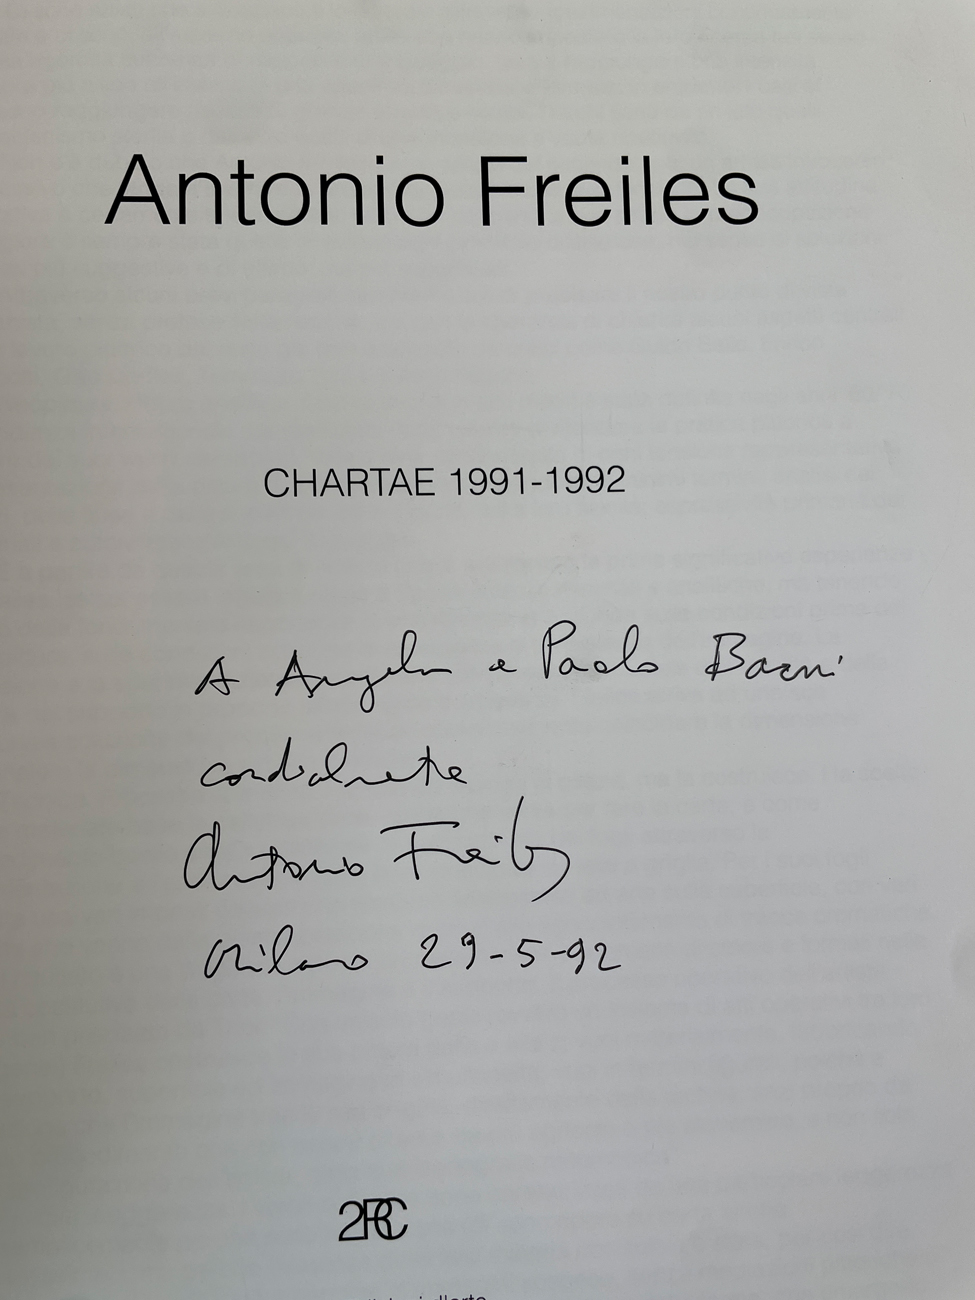 Antonio Freiles
CHARTAE 1991-1992
A Angela e Paolo Barni
cordialmente
Antonio Freiles
Milano 29-5-92
2RC